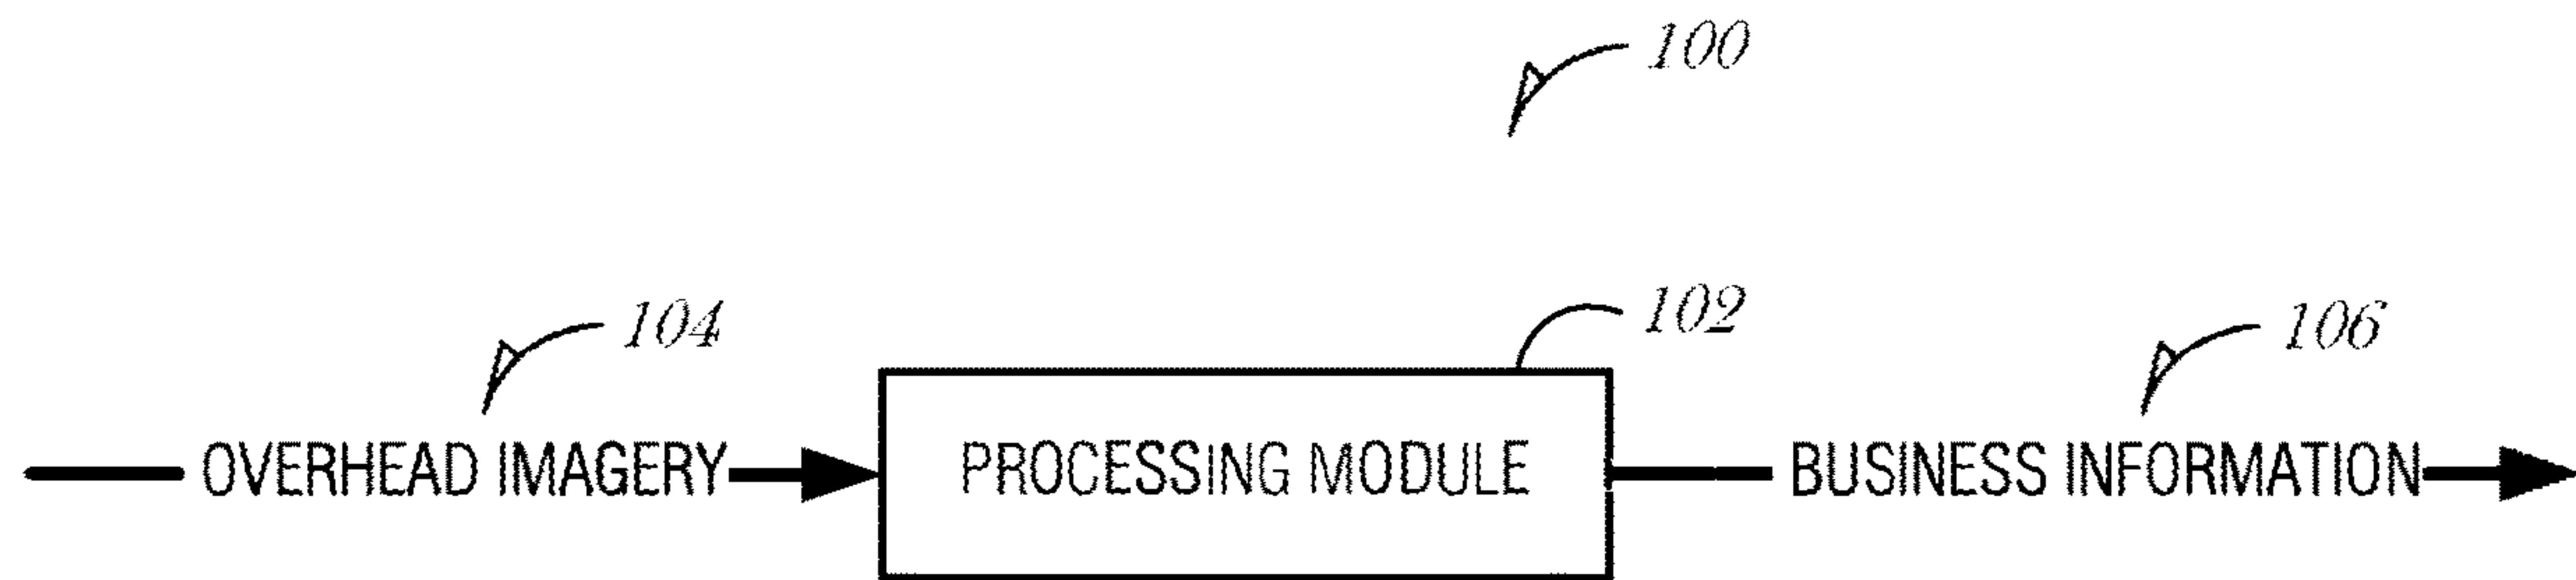 100
104
102
106
OVERHEAD IMAGERY
PROCESSING MODULE
BUSINESS INFORMATION